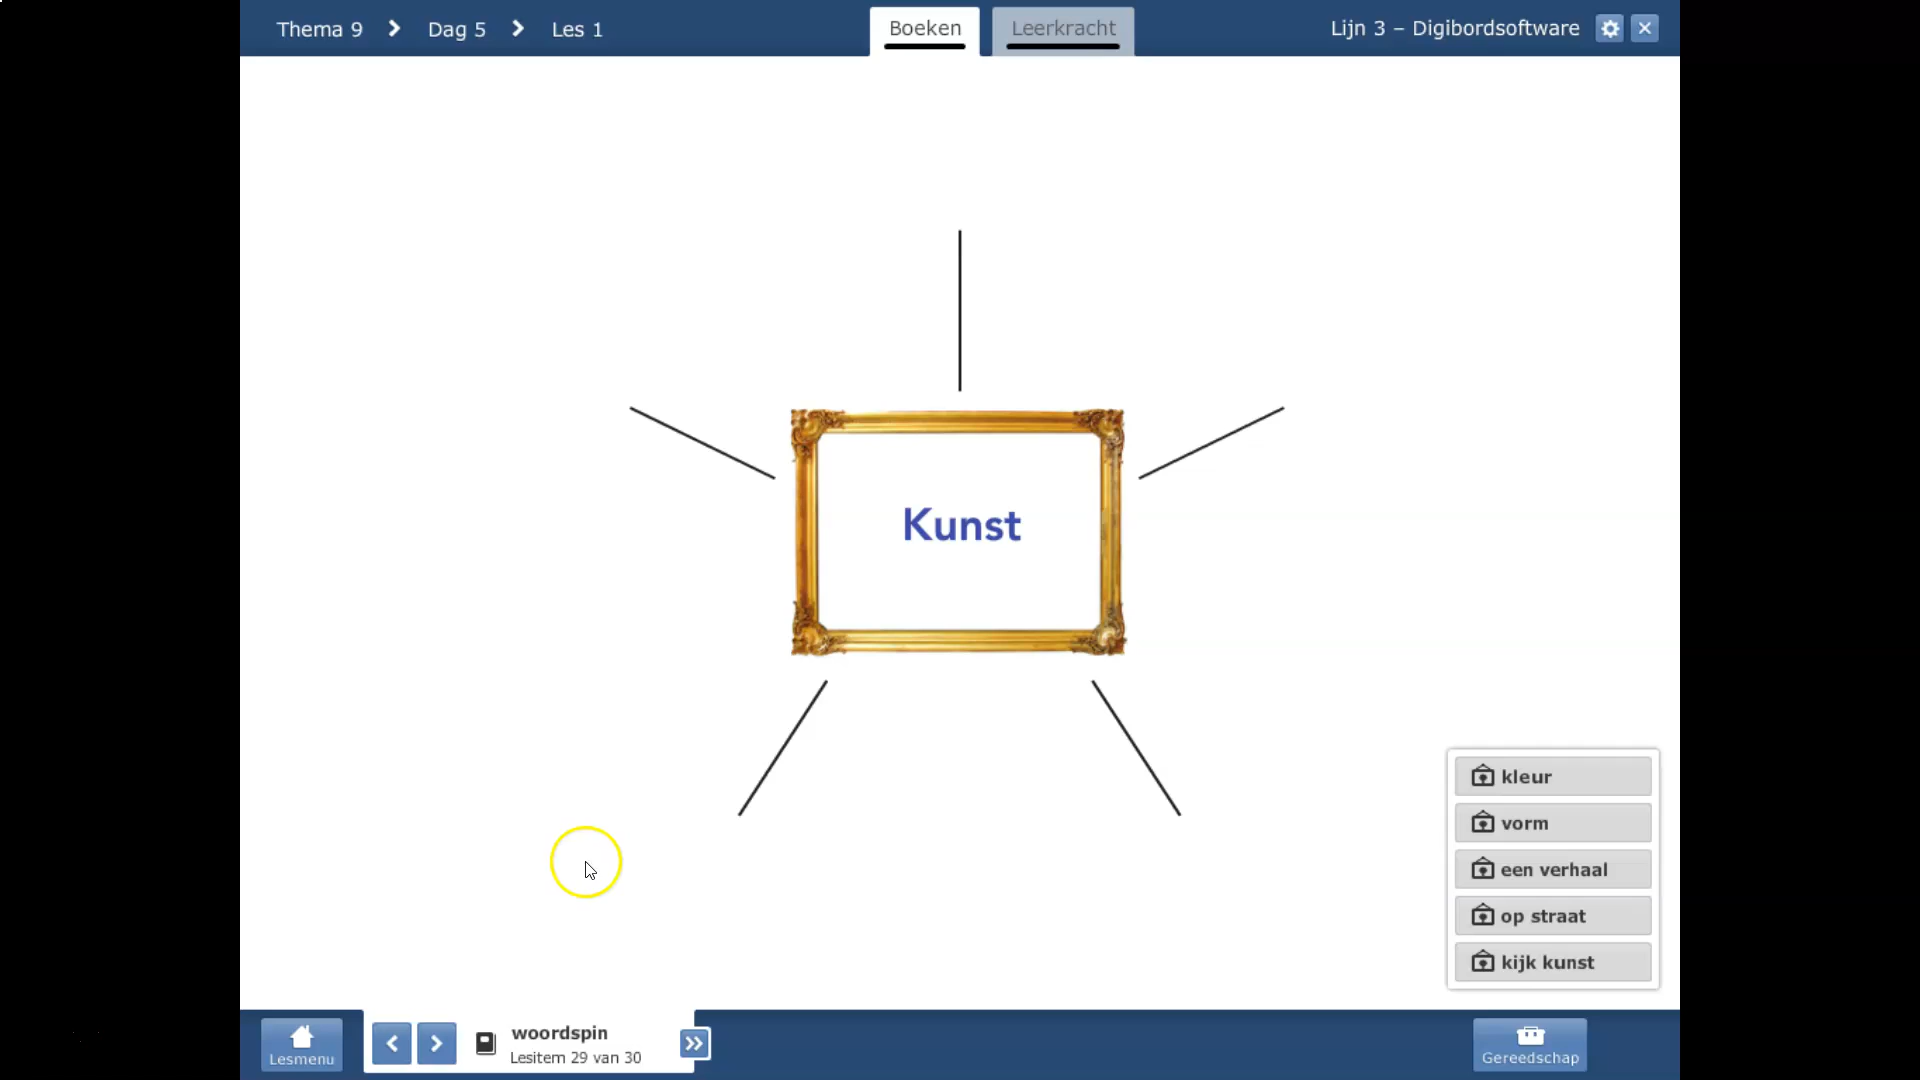 Thema 9 Dag 5 Les 1
Boeken
Leerkracht
Lijn 3 – Digibordsoftware
Kunst
kleur
vorm
een verhaal
op straat
kijk kunst
Lesmenu
woordspin
Lesitem 29 van 30
Gereedschap